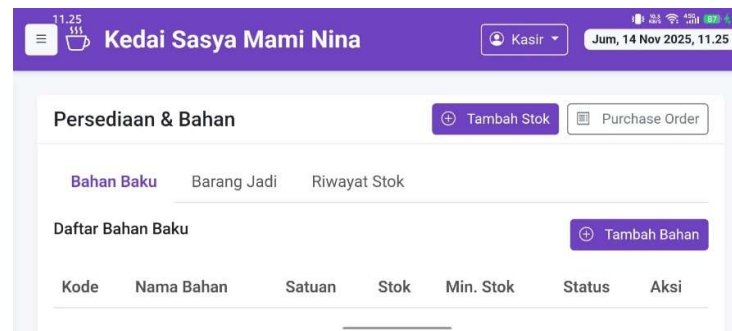 11.25
87
Kedai Sasya Mami Nina
Kasir
Jum, 14 Nov 2025, 11.25
Persediaan & Bahan
Tambah Stok
Purchase Order
Bahan Baku
Barang Jadi
Riwayat Stok
Daftar Bahan Baku
Tambah Bahan
Kode Nama Bahan Satuan Stok Min. Stok Status Aksi